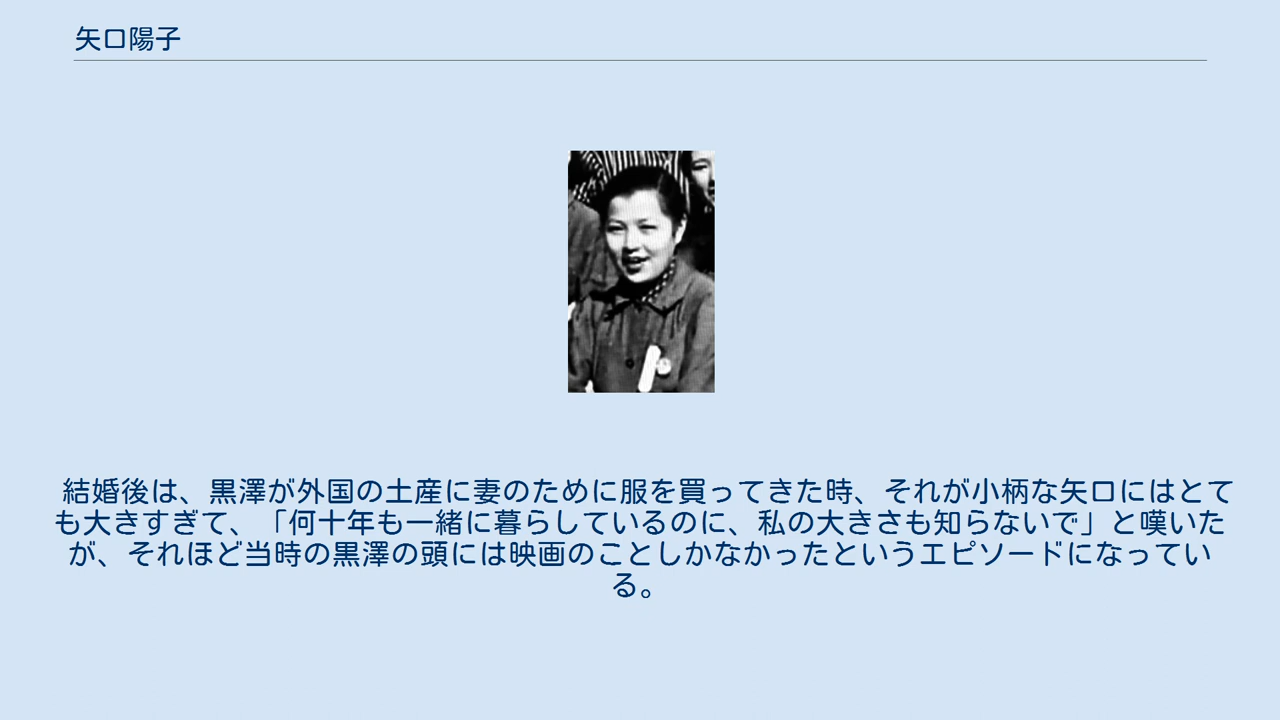 矢口陽子
結婚後は、黒澤が外国の土産に妻のために服を買ってきた時、それが小柄な矢口にはとて
も大きすぎて、「何十年も一緒に暮らしているのに、私の大きさも知らないで」と嘆いた
が、それほど当時の黒澤の頭には映画のことしかなかったというエピソードになってい
る。